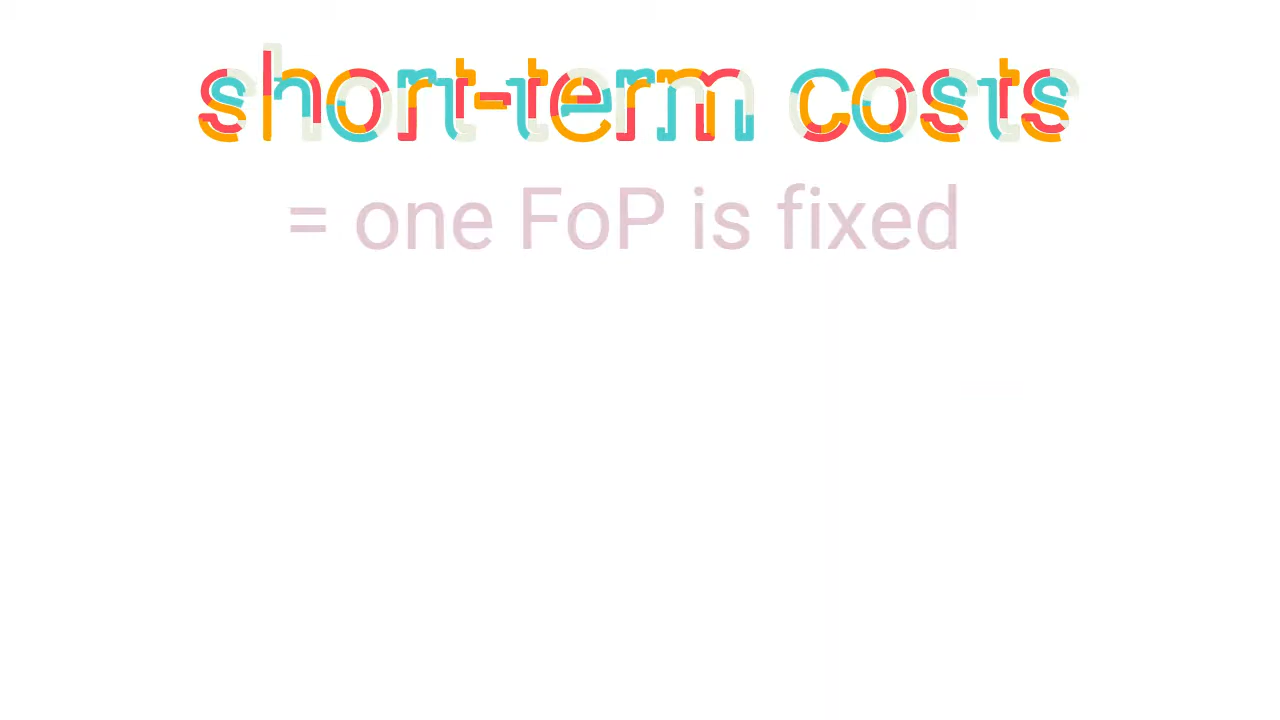 short-term costs
= one FoP is fixed